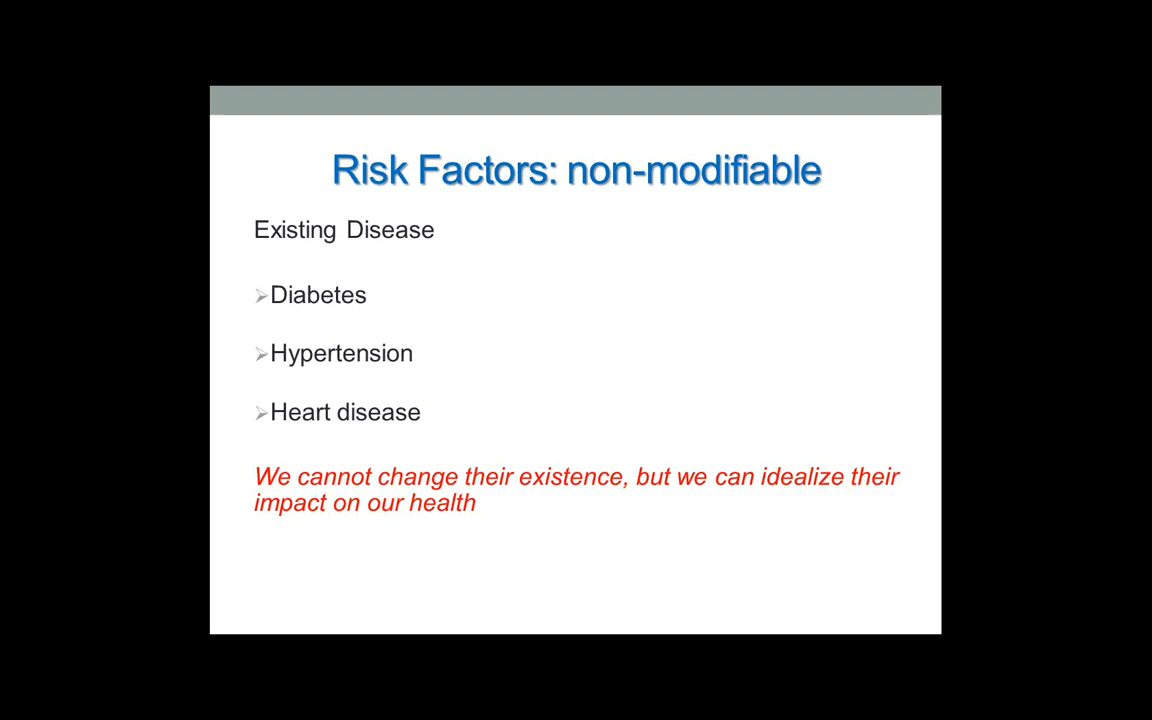 Risk Factors: non-modifiable
Existing Disease
Diabetes
Hypertension
Heart disease
We cannot change their existence, but we can idealize their
impact on our health